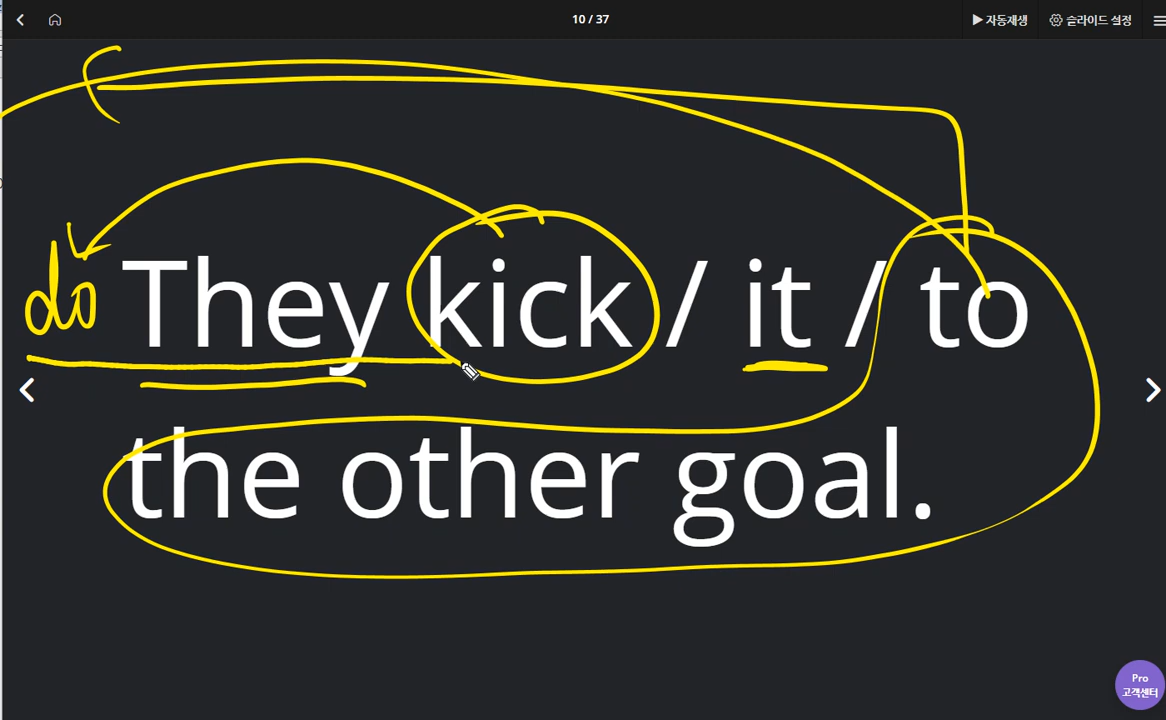 10 / 37
▶ 자동재생
슬라이드 설정
do They kick / it / to
the other goal.
Pro
고객센터